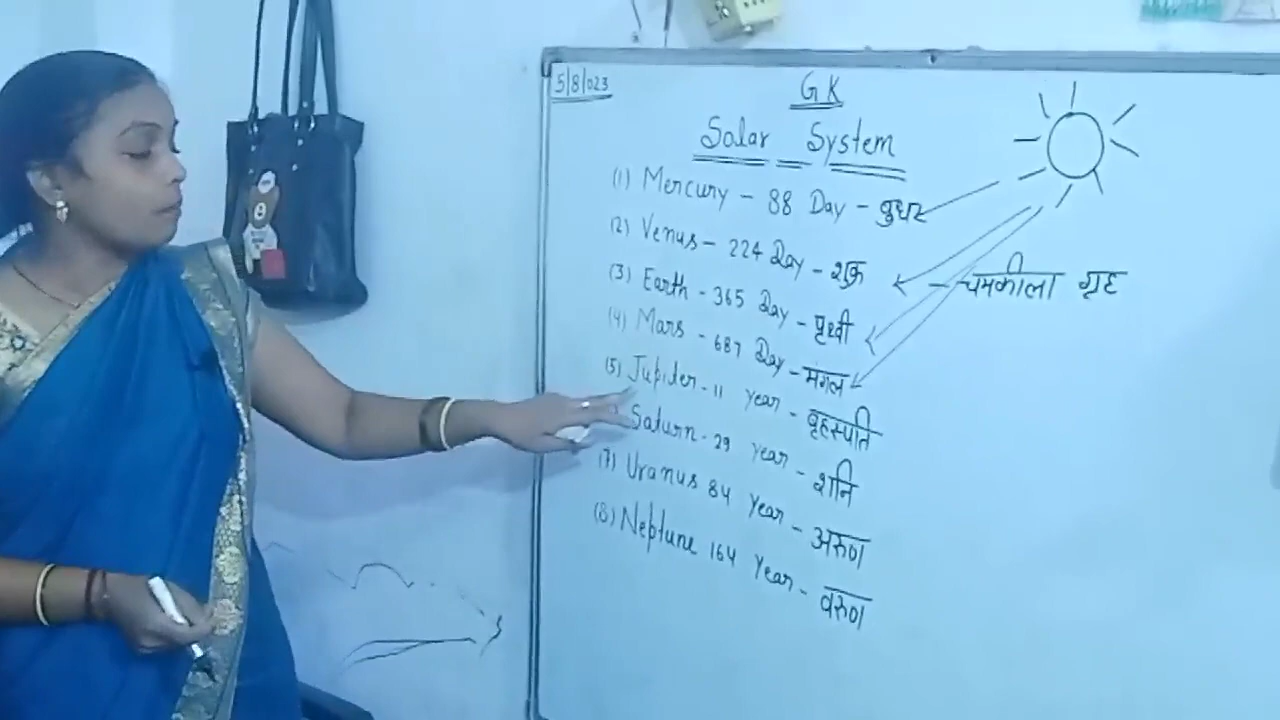 5/8/023
GK
Solar System
(1) Mercury - 88 Day - बुध
(2) Venus - 224 Day - शुक्र
- चमकीला ग्रह
(3) Earth - 365 Day - पृथ्वी
(4) Mars - 687 Day - मंगल
(5) Jupiter - 11 year - बृहस्पति
Saturn - 29 year - शनि
(7) Uranus 84 year - अरुण
(8) Neptune 164 year - वरुण